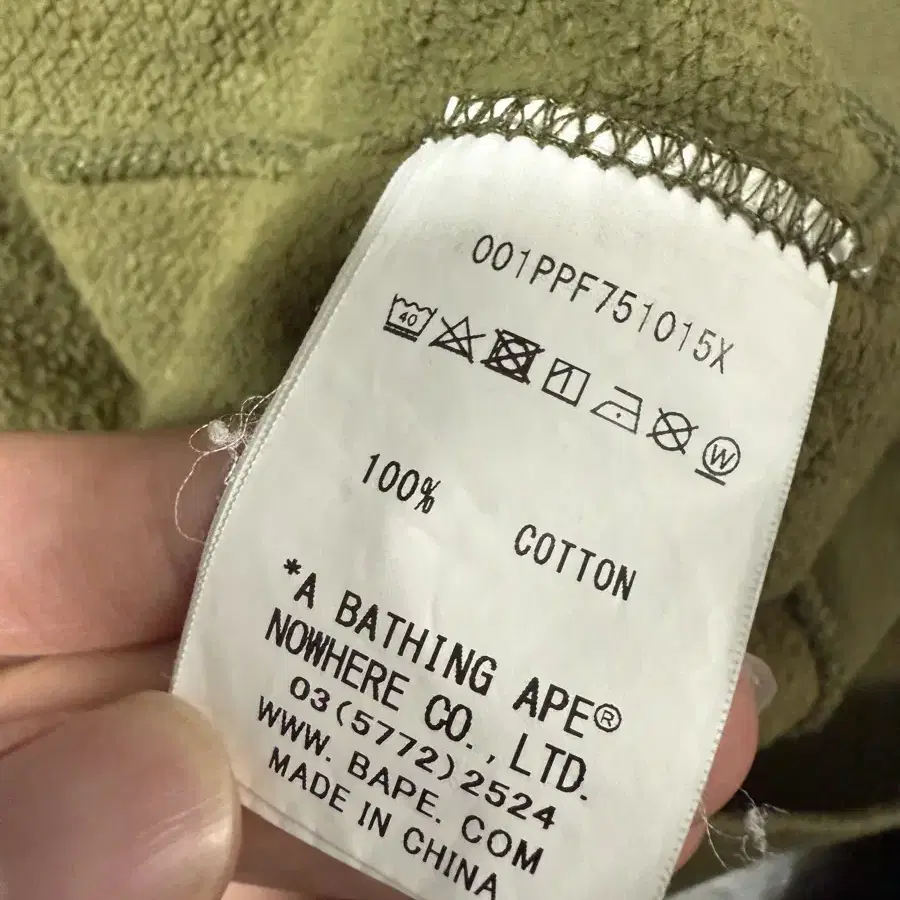 001PPF751015X
40
W
100%
COTTON
*A BATHING APE®
NOWHERE CO.,LTD.
03(5772)2524
WWW.BAPE.COM
MADE IN CHINA